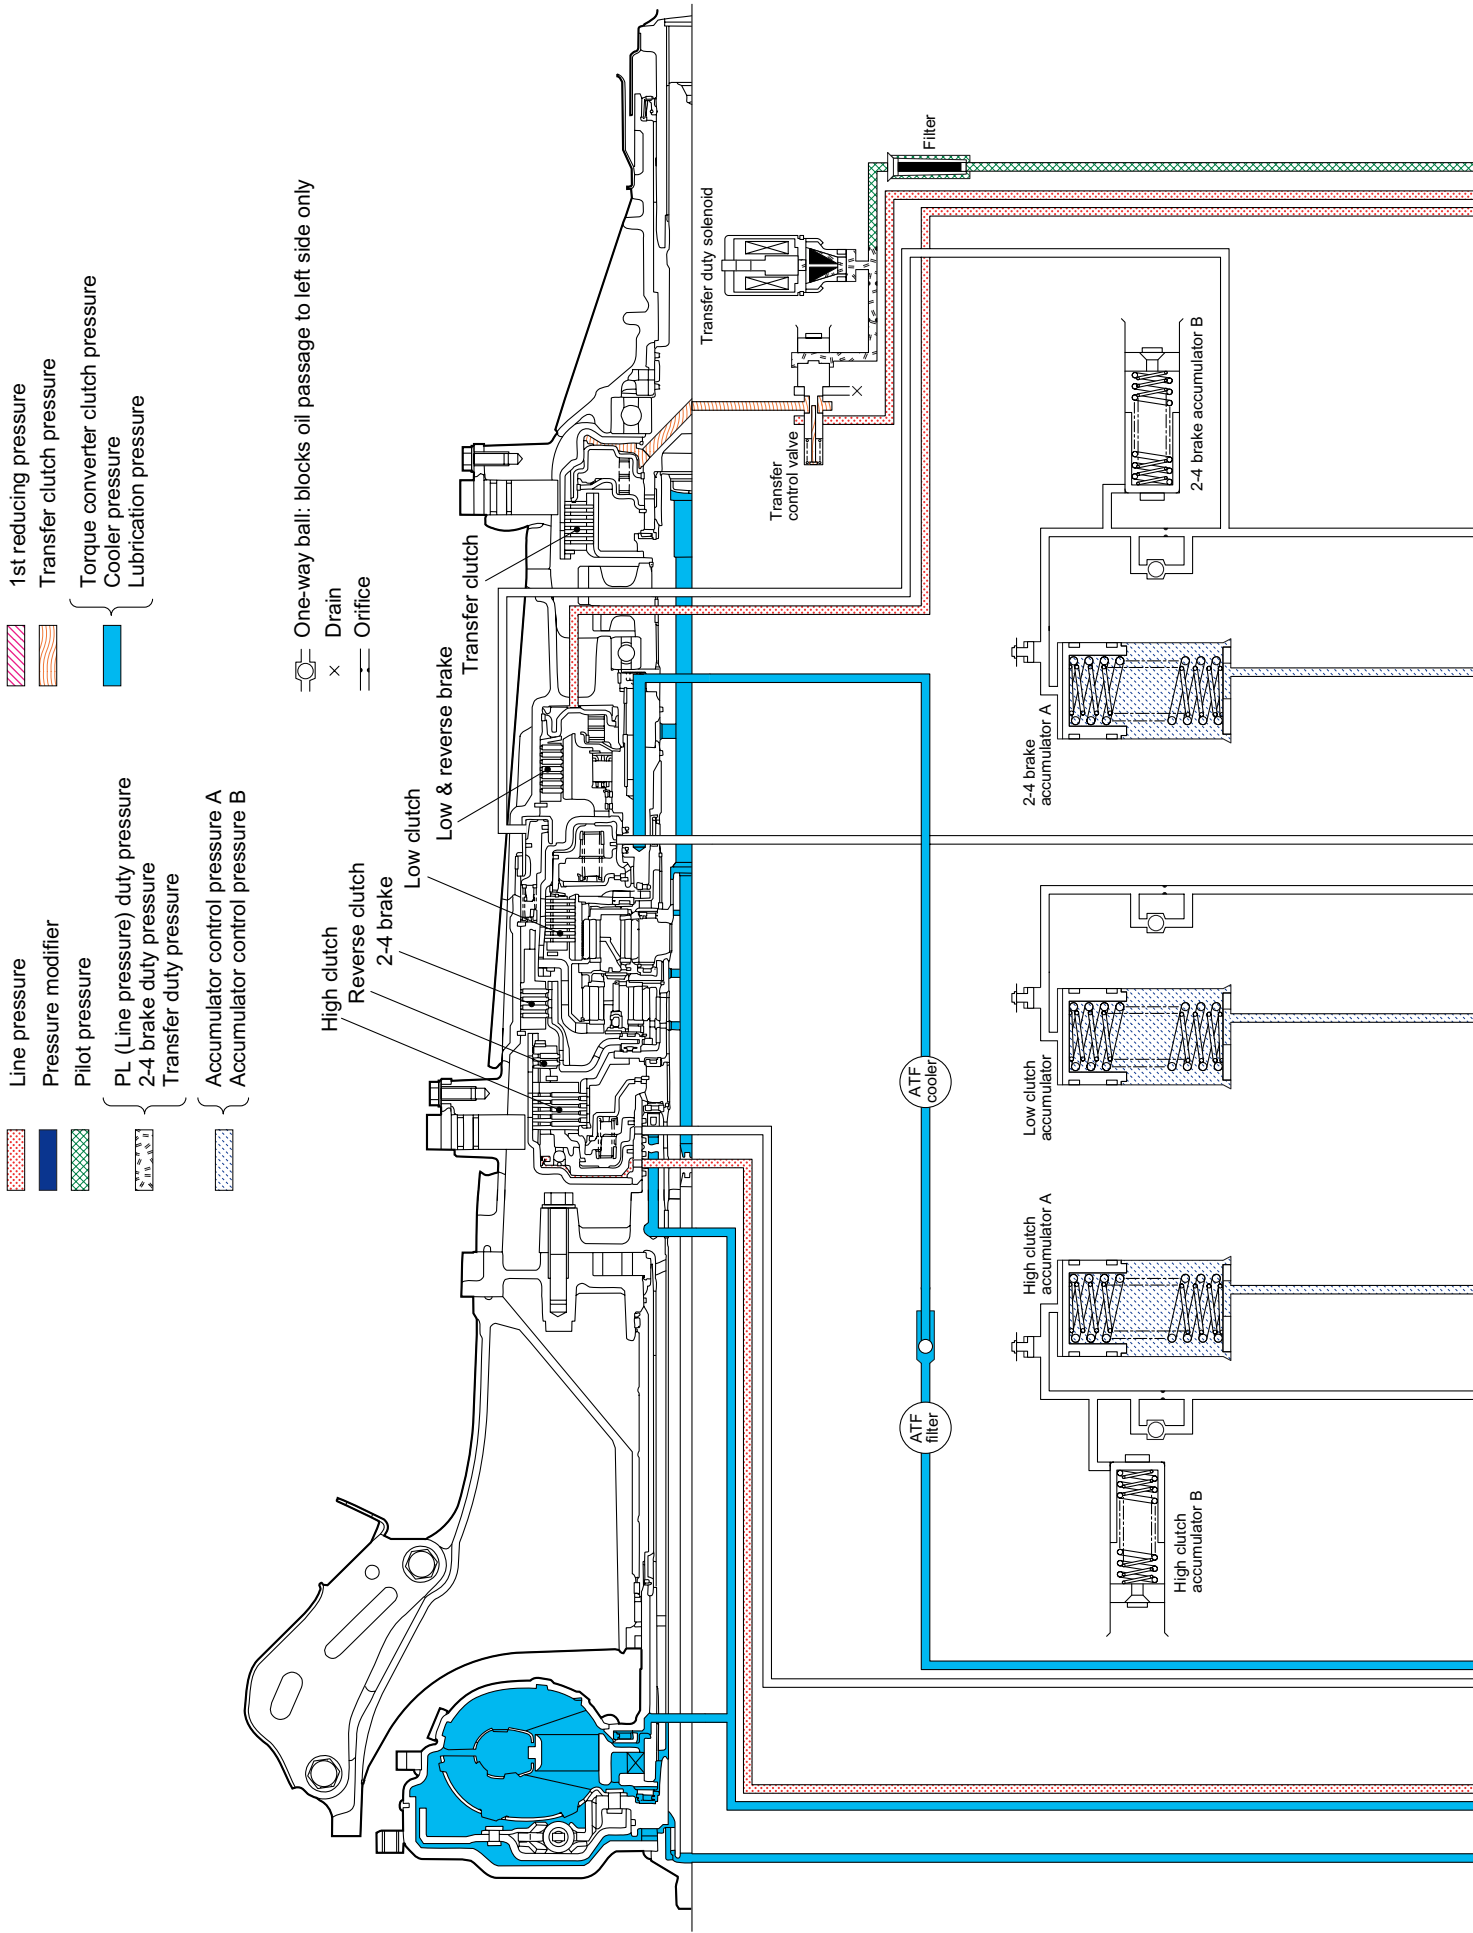 Line pressure
Pressure modifier
Pilot pressure
PL (Line pressure) duty pressure
2-4 brake duty pressure
Transfer duty pressure
Accumulator control pressure A
Accumulator control pressure B
1st reducing pressure
Transfer clutch pressure
Torque converter clutch pressure
Cooler pressure
Lubrication pressure
One-way ball: blocks oil passage to left side only
Drain
Orifice
High clutch
Reverse clutch
2-4 brake
Low clutch
Low & reverse brake
Transfer clutch
Transfer duty solenoid
Filter
Transfer
control valve
ATF
filter
ATF
cooler
High clutch
accumulator B
High clutch
accumulator A
Low clutch
accumulator
2-4 brake
accumulator A
2-4 brake accumulator B